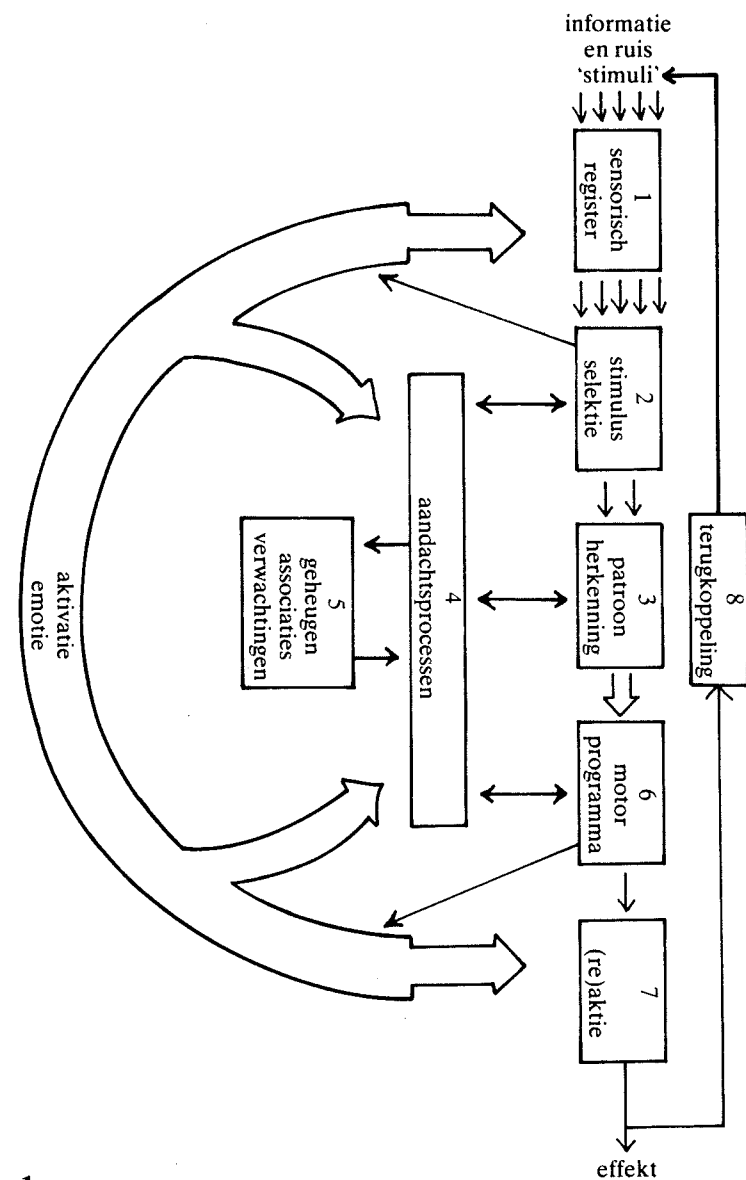 informatie
en ruis
'stimuli'
1
sensorisch
register
2
stimulus
selektie
3
patroon
herkenning
6
motor
programma
7
(re)aktie
effekt
8
terugkoppeling
4
aandachtsprocessen
5
geheugen
associaties
verwachtingen
aktivatie
emotie